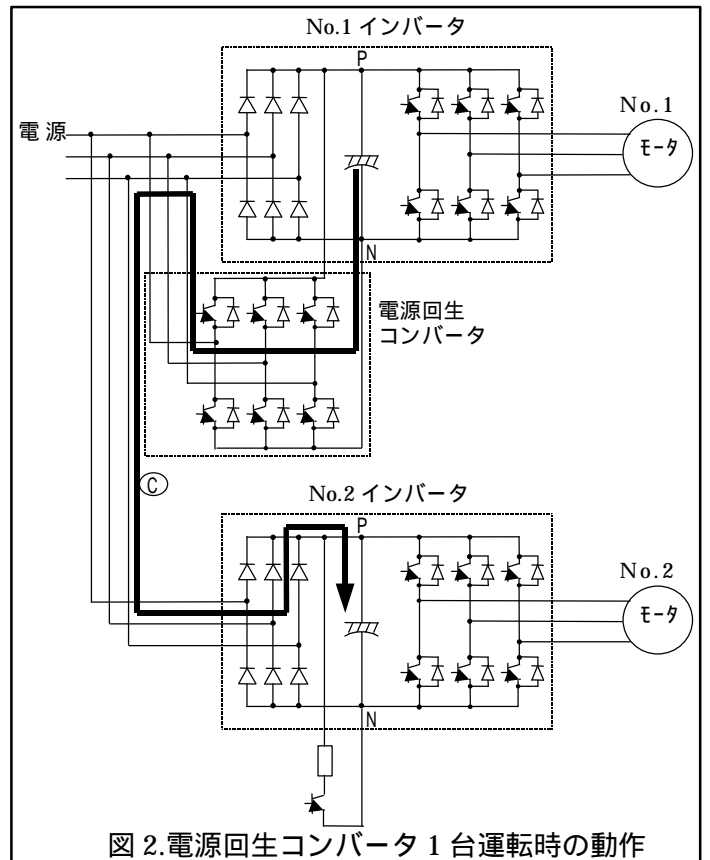 No.1 インバータ
P
No.1
電源
モータ
N
電源回生
コンバータ
C
No.2 インバータ
P
No.2
モータ
N
図 2.電源回生コンバータ 1 台運転時の動作